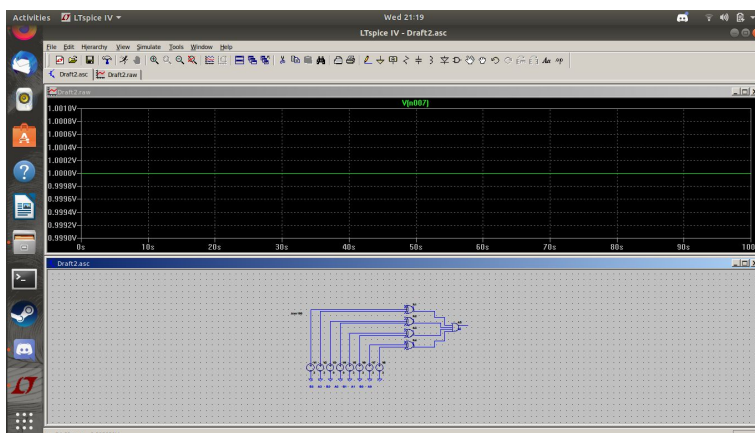 Activities LTspice IV Wed 21:19
LTspice IV - Draft2.asc
File Edit Hierarchy View Simulate Tools Window Help
Draft2.asc Draft2.raw
Draft2.raw
V(n007)
1.0010V
1.0008V
1.0006V
1.0004V
1.0002V
1.0000V
0.9998V
0.9996V
0.9994V
0.9992V
0.9990V
0s 10s 20s 30s 40s 50s 60s 70s 80s 90s 100
Draft2.asc